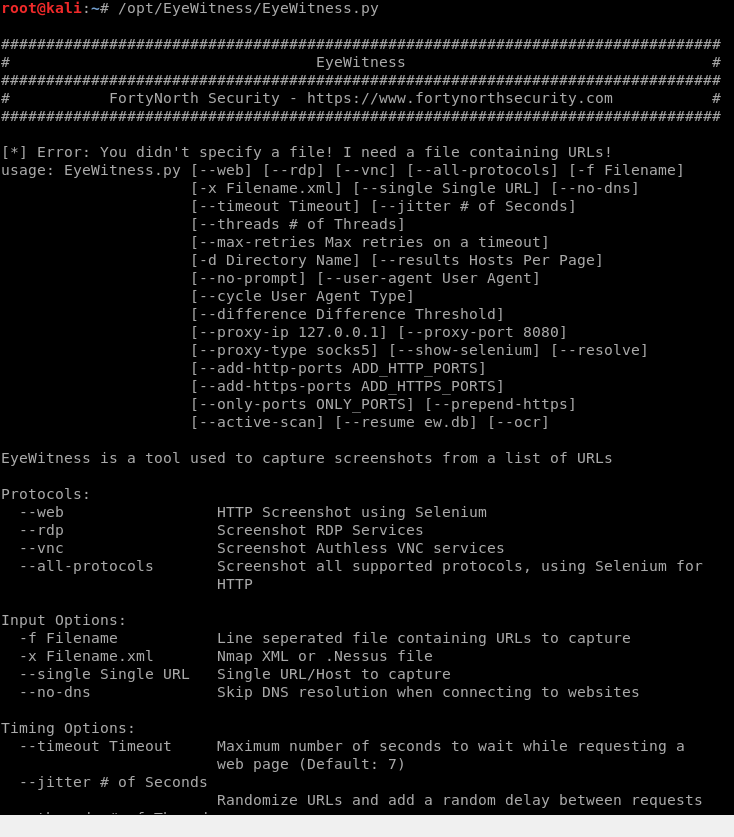 root@kali:~# /opt/EyeWitness/EyeWitness.py
################################################################################
#                                  EyeWitness                                  #
################################################################################
#           FortyNorth Security - https://www.fortynorthsecurity.com           #
################################################################################
[*] Error: You didn't specify a file! I need a file containing URLs!
usage: EyeWitness.py [--web] [--rdp] [--vnc] [--all-protocols] [-f Filename]
                     [-x Filename.xml] [--single Single URL] [--no-dns]
                     [--timeout Timeout] [--jitter # of Seconds]
                     [--threads # of Threads]
                     [--max-retries Max retries on a timeout]
                     [-d Directory Name] [--results Hosts Per Page]
                     [--no-prompt] [--user-agent User Agent]
                     [--cycle User Agent Type]
                     [--difference Difference Threshold]
                     [--proxy-ip 127.0.0.1] [--proxy-port 8080]
                     [--proxy-type socks5] [--show-selenium] [--resolve]
                     [--add-http-ports ADD_HTTP_PORTS]
                     [--add-https-ports ADD_HTTPS_PORTS]
                     [--only-ports ONLY_PORTS] [--prepend-https]
                     [--active-scan] [--resume ew.db] [--ocr]
EyeWitness is a tool used to capture screenshots from a list of URLs
Protocols:
  --web                 HTTP Screenshot using Selenium
  --rdp                 Screenshot RDP Services
  --vnc                 Screenshot Authless VNC services
  --all-protocols       Screenshot all supported protocols, using Selenium for
                        HTTP
Input Options:
  -f Filename           Line seperated file containing URLs to capture
  -x Filename.xml       Nmap XML or .Nessus file
  --single Single URL   Single URL/Host to capture
  --no-dns              Skip DNS resolution when connecting to websites
Timing Options:
  --timeout Timeout     Maximum number of seconds to wait while requesting a
                        web page (Default: 7)
  --jitter # of Seconds
                        Randomize URLs and add a random delay between requests